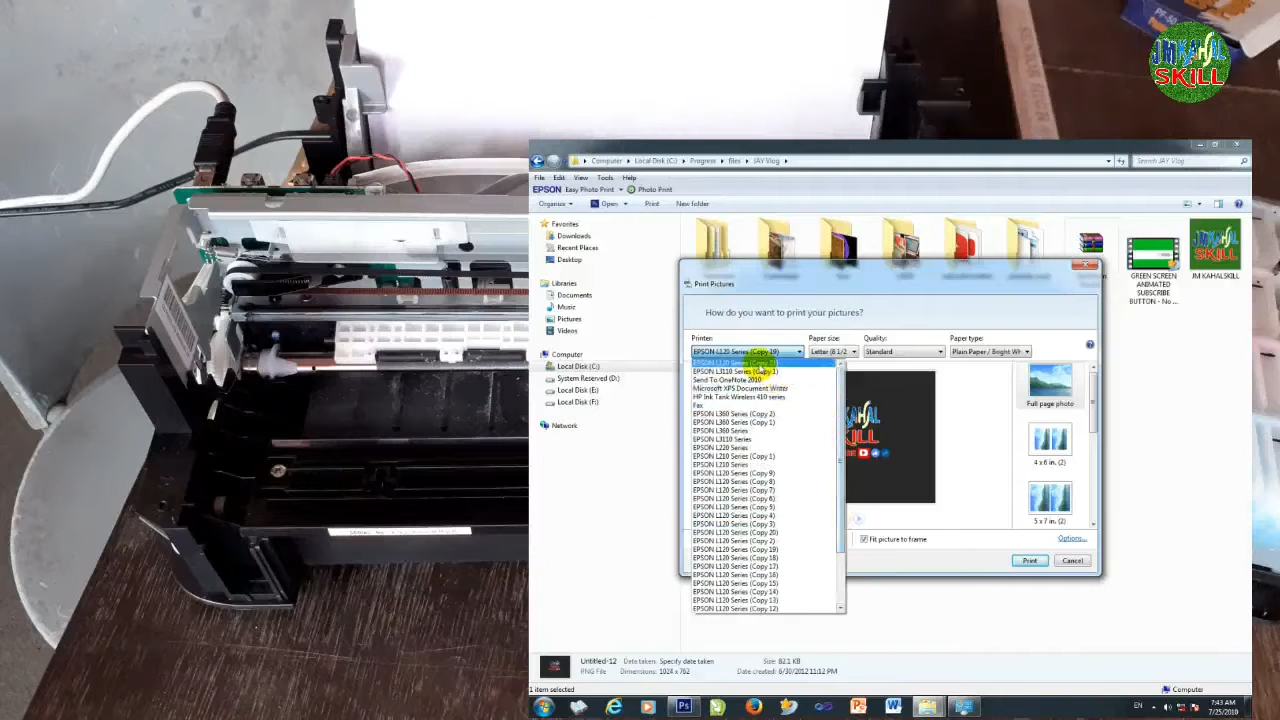 JM KAHAL
SKILL
Computer Local Disk (C:) Progress files JAY Vlog
Search JAY Vlog
File Edit View Tools Help
EPSON Easy Photo Print Photo Print
Organize Open Print New folder
Favorites
Downloads
Recent Places
Desktop
Libraries
Documents
Music
Pictures
Videos
Computer
Local Disk (C:)
System Reserved (D:)
Local Disk (E:)
Local Disk (F:)
Network
GREEN SCREEN
ANIMATED
SUBSCRIBE
BUTTON - No ...
JM KAHALSKILL
Print Pictures
How do you want to print your pictures?
Printer: Paper size: Quality: Paper type:
EPSON L120 Series (Copy 19) Letter (8 1/2 Standard Plain Paper / Bright Wh
EPSON L3110 Series (Copy 1)
Send To OneNote 2010
Microsoft XPS Document Writer
HP Ink Tank Wireless 410 series
Fax
EPSON L360 Series (Copy 2)
EPSON L360 Series (Copy 1)
EPSON L360 Series
EPSON L3110 Series
EPSON L220 Series
EPSON L210 Series (Copy 1)
EPSON L210 Series
EPSON L120 Series (Copy 9)
EPSON L120 Series (Copy 8)
EPSON L120 Series (Copy 7)
EPSON L120 Series (Copy 6)
EPSON L120 Series (Copy 5)
EPSON L120 Series (Copy 4)
EPSON L120 Series (Copy 3)
EPSON L120 Series (Copy 20)
EPSON L120 Series (Copy 2)
EPSON L120 Series (Copy 19)
EPSON L120 Series (Copy 18)
EPSON L120 Series (Copy 17)
EPSON L120 Series (Copy 16)
EPSON L120 Series (Copy 15)
EPSON L120 Series (Copy 14)
EPSON L120 Series (Copy 13)
EPSON L120 Series (Copy 12)
Full page photo
4 x 6 in. (2)
5 x 7 in. (2)
Fit picture to frame
Options...
Print Cancel
Untitled-12 Date taken: Specify date taken Size: 82.1 KB
PNG File Dimensions: 1024 x 762 Date created: 6/30/2012 11:12 PM
1 item selected
Computer
EN
7:43 AM
7/25/2010